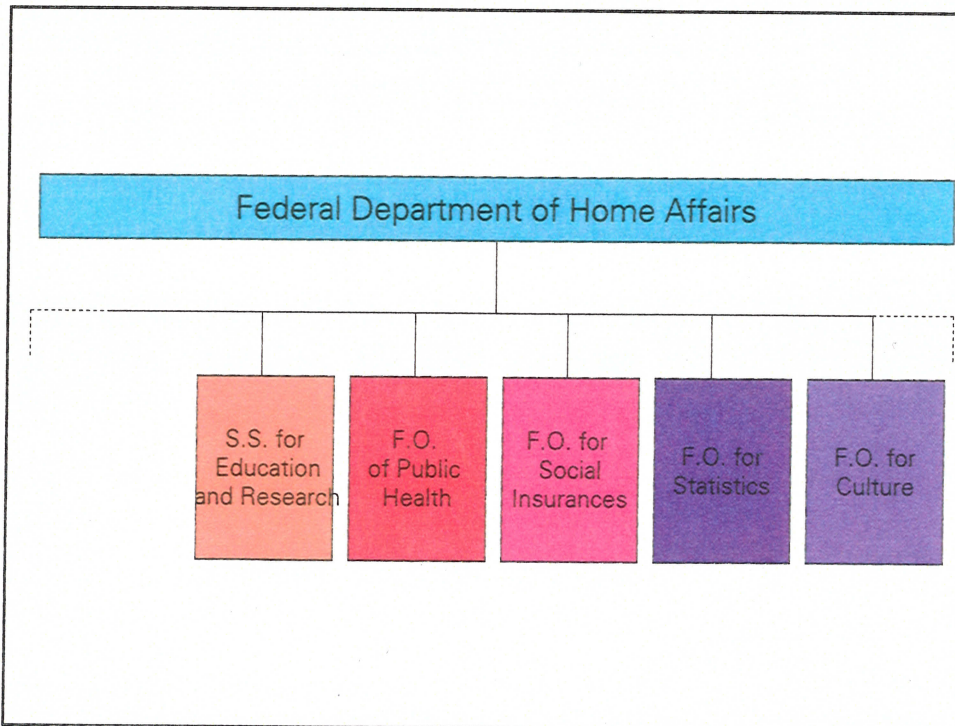 Federal Department of Home Affairs
S.S. for
Education
and Research
F.O.
of Public
Health
F.O. for
Social
Insurances
F.O. for
Statistics
F.O. for
Culture